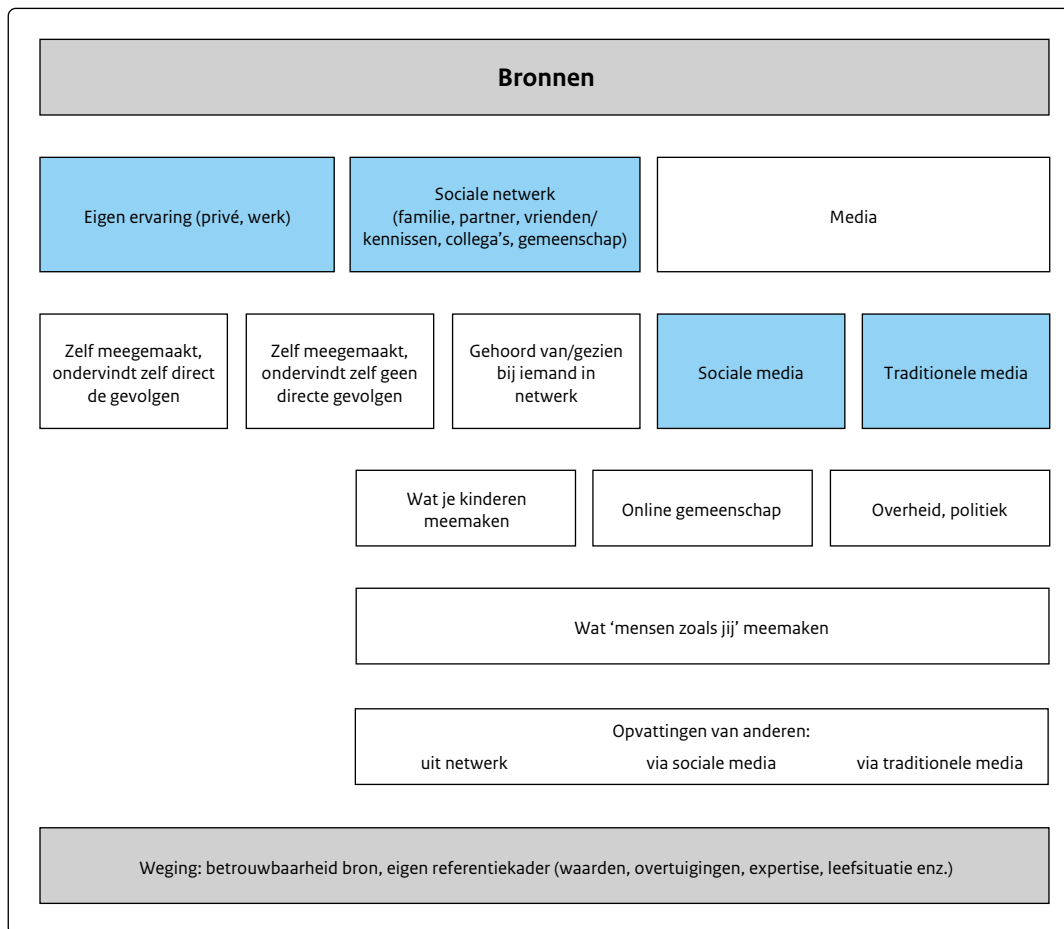 Bronnen
Eigen ervaring (privé, werk)
Sociale netwerk
(familie, partner, vrienden/
kennissen, collega’s, gemeenschap)
Media
Zelf meegemaakt,
ondervindt zelf direct
de gevolgen
Zelf meegemaakt,
ondervindt zelf geen
directe gevolgen
Gehoord van/gezien
bij iemand in
netwerk
Sociale media
Traditionele media
Wat je kinderen
meemaken
Online gemeenschap
Overheid, politiek
Wat ‘mensen zoals jij’ meemaken
Opvattingen van anderen:
uit netwerk via sociale media via traditionele media
Weging: betrouwbaarheid bron, eigen referentiekader (waarden, overtuigingen, expertise, leefsituatie enz.)